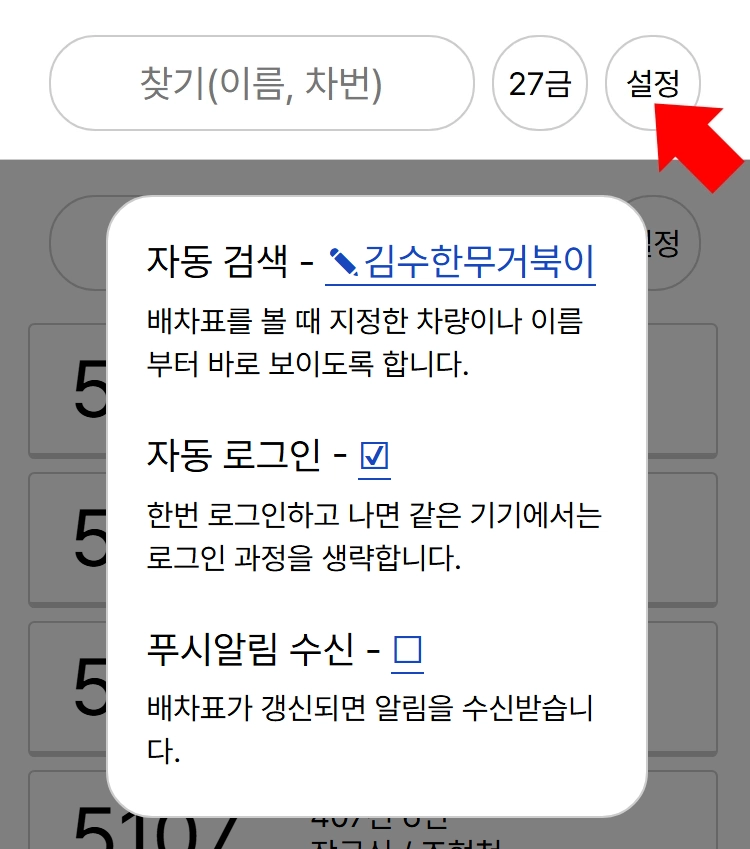 찾기(이름, 차번)
27금
설정
정
자동 검색 - ✏김수한무거북이
배차표를 볼 때 지정한 차량이나 이름
부터 바로 보이도록 합니다.
5
자동 로그인 - ☑
한번 로그인하고 나면 같은 기기에서는
로그인 과정을 생략합니다.
5
푸시알림 수신 - ☐
배차표가 갱신되면 알림을 수신받습니
다.
5
5107